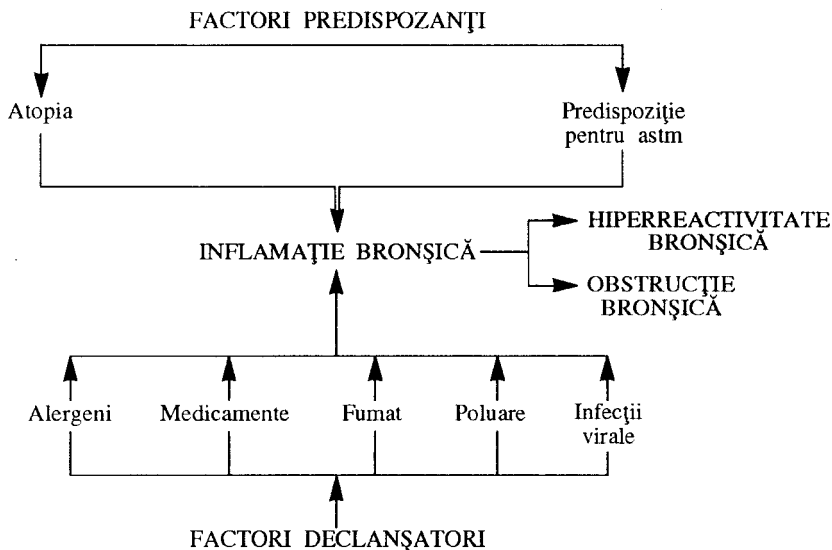 FACTORI PREDISPOZANŢI
Atopia
Predispoziţie
pentru astm
INFLAMAŢIE BRONŞICĂ
HIPERREACTIVITATE
BRONŞICĂ
OBSTRUCŢIE
BRONŞICĂ
Alergeni
Medicamente
Fumat
Poluare
Infecţii
virale
FACTORI DECLANŞATORI